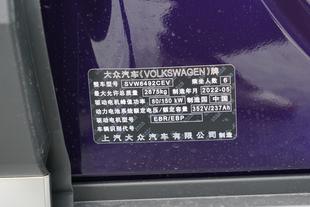 大众汽车(VOLKSWAGEN)牌
整车型号 SVW6492CEV 乘坐人数 6
最大允许总质量 2875kg 制造年月 2022-05
驱动电机峰值功率 80/150 kW 制造国 中国
动力电池系统额定电压/额定容量 352V/237Ah
驱动电机型号 EBR/EBP
车辆识别代号
上汽大众汽车有限公司 制造